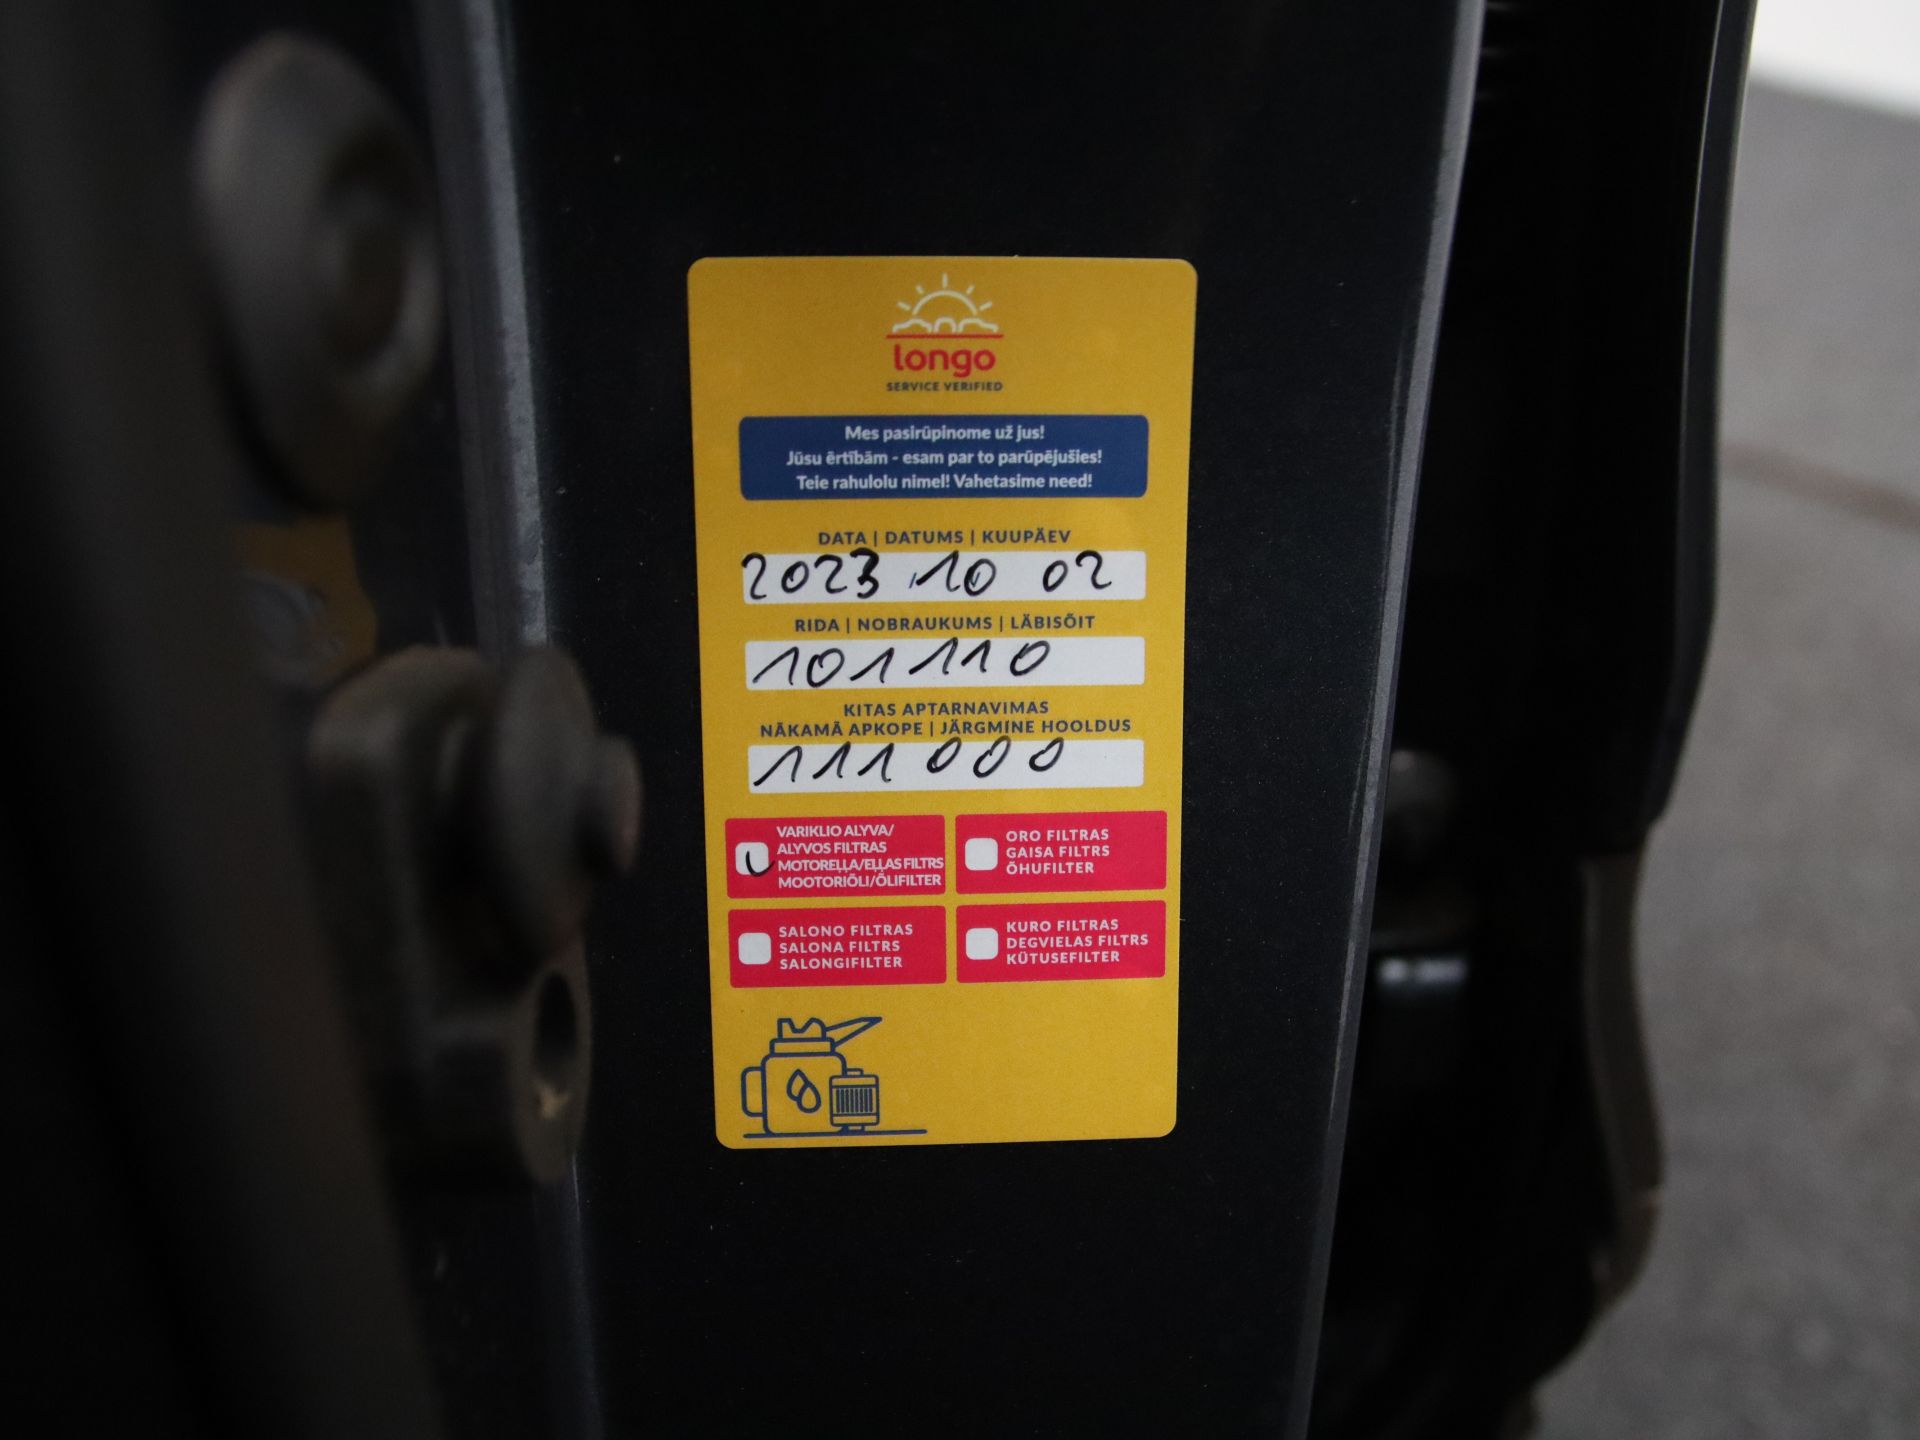 longo
SERVICE VERIFIED
Mes pasirūpinome už jus!
Jūsu ērtībām - esam par to parūpējušies!
Teie rahulolu nimel! Vahetasime need!
DATA | DATUMS | KUUPÄEV
2023 10 02
RIDA | NOBRAUKUMS | LÄBISÕIT
101110
KITAS APTARNAVIMAS
NĀKAMĀ APKOPE | JÄRGMINE HOOLDUS
111000
VARIKLIO ALYVA/
ALYVOS FILTRAS
MOTOREĻĻA/EĻĻAS FILTRS
MOOTORIÕLI/ÕLIFILTER
ORO FILTRAS
GAISA FILTRS
ÕHUFILTER
SALONO FILTRAS
SALONA FILTRS
SALONGIFILTER
KURO FILTRAS
DEGVIELAS FILTRS
KÜTUSEFILTER